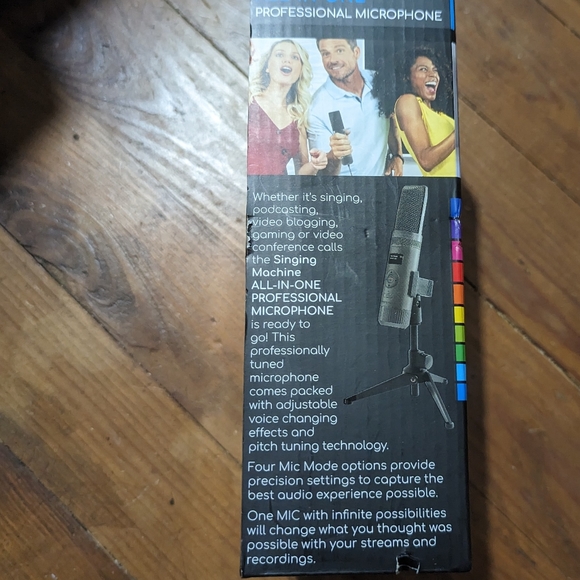 PROFESSIONAL MICROPHONE
Whether it's singing,
podcasting,
video blogging,
gaming or video
conference calls
the Singing
Machine
ALL-IN-ONE
PROFESSIONAL
MICROPHONE
is ready to
go! This
professionally
tuned
microphone
comes packed
with adjustable
voice changing
effects and
pitch tuning technology.
Four Mic Mode options provide
precision settings to capture the
best audio experience possible.
One MIC with infinite possibilities
will change what you thought was
possible with your streams and
recordings.